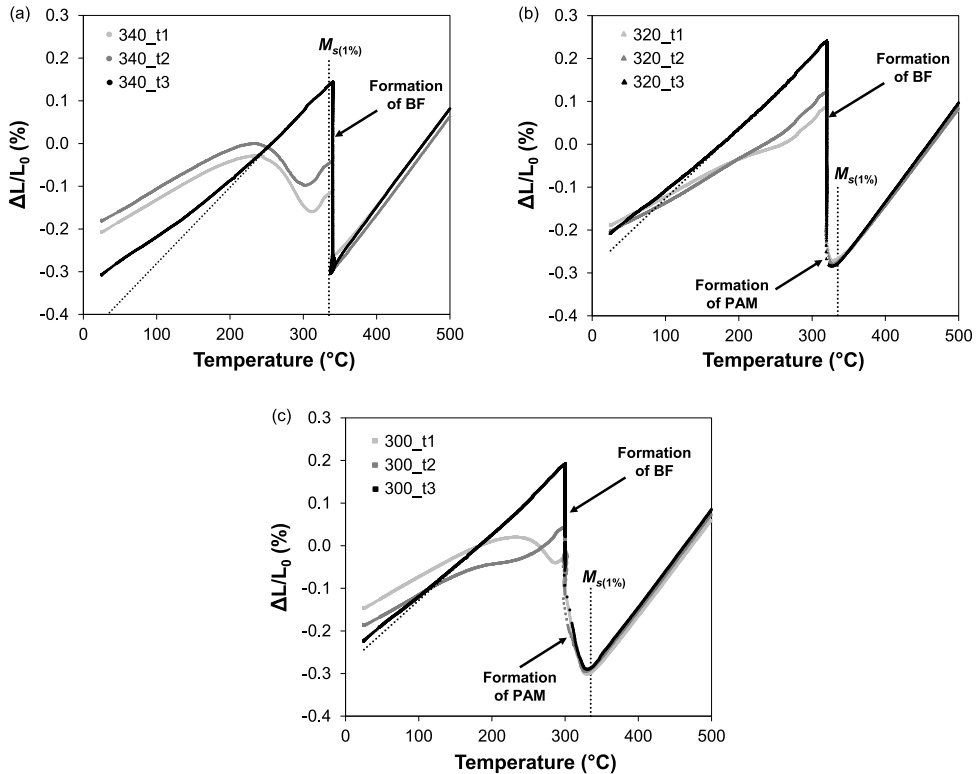 (a)
0.3
0.2
0.1
0.0
-0.1
-0.2
-0.3
-0.4
ΔL/L0 (%)
340_t1
340_t2
340_t3
Ms(1%)
Formation
of BF
0 100 200 300 400 500
Temperature (°C)
(b)
0.3
0.2
0.1
0.0
-0.1
-0.2
-0.3
-0.4
ΔL/L0 (%)
320_t1
320_t2
320_t3
Formation
of BF
Ms(1%)
Formation
of PAM
0 100 200 300 400 500
Temperature (°C)
(c)
0.3
0.2
0.1
0.0
-0.1
-0.2
-0.3
-0.4
ΔL/L0 (%)
300_t1
300_t2
300_t3
Formation
of BF
Ms(1%)
Formation
of PAM
0 100 200 300 400 500
Temperature (°C)